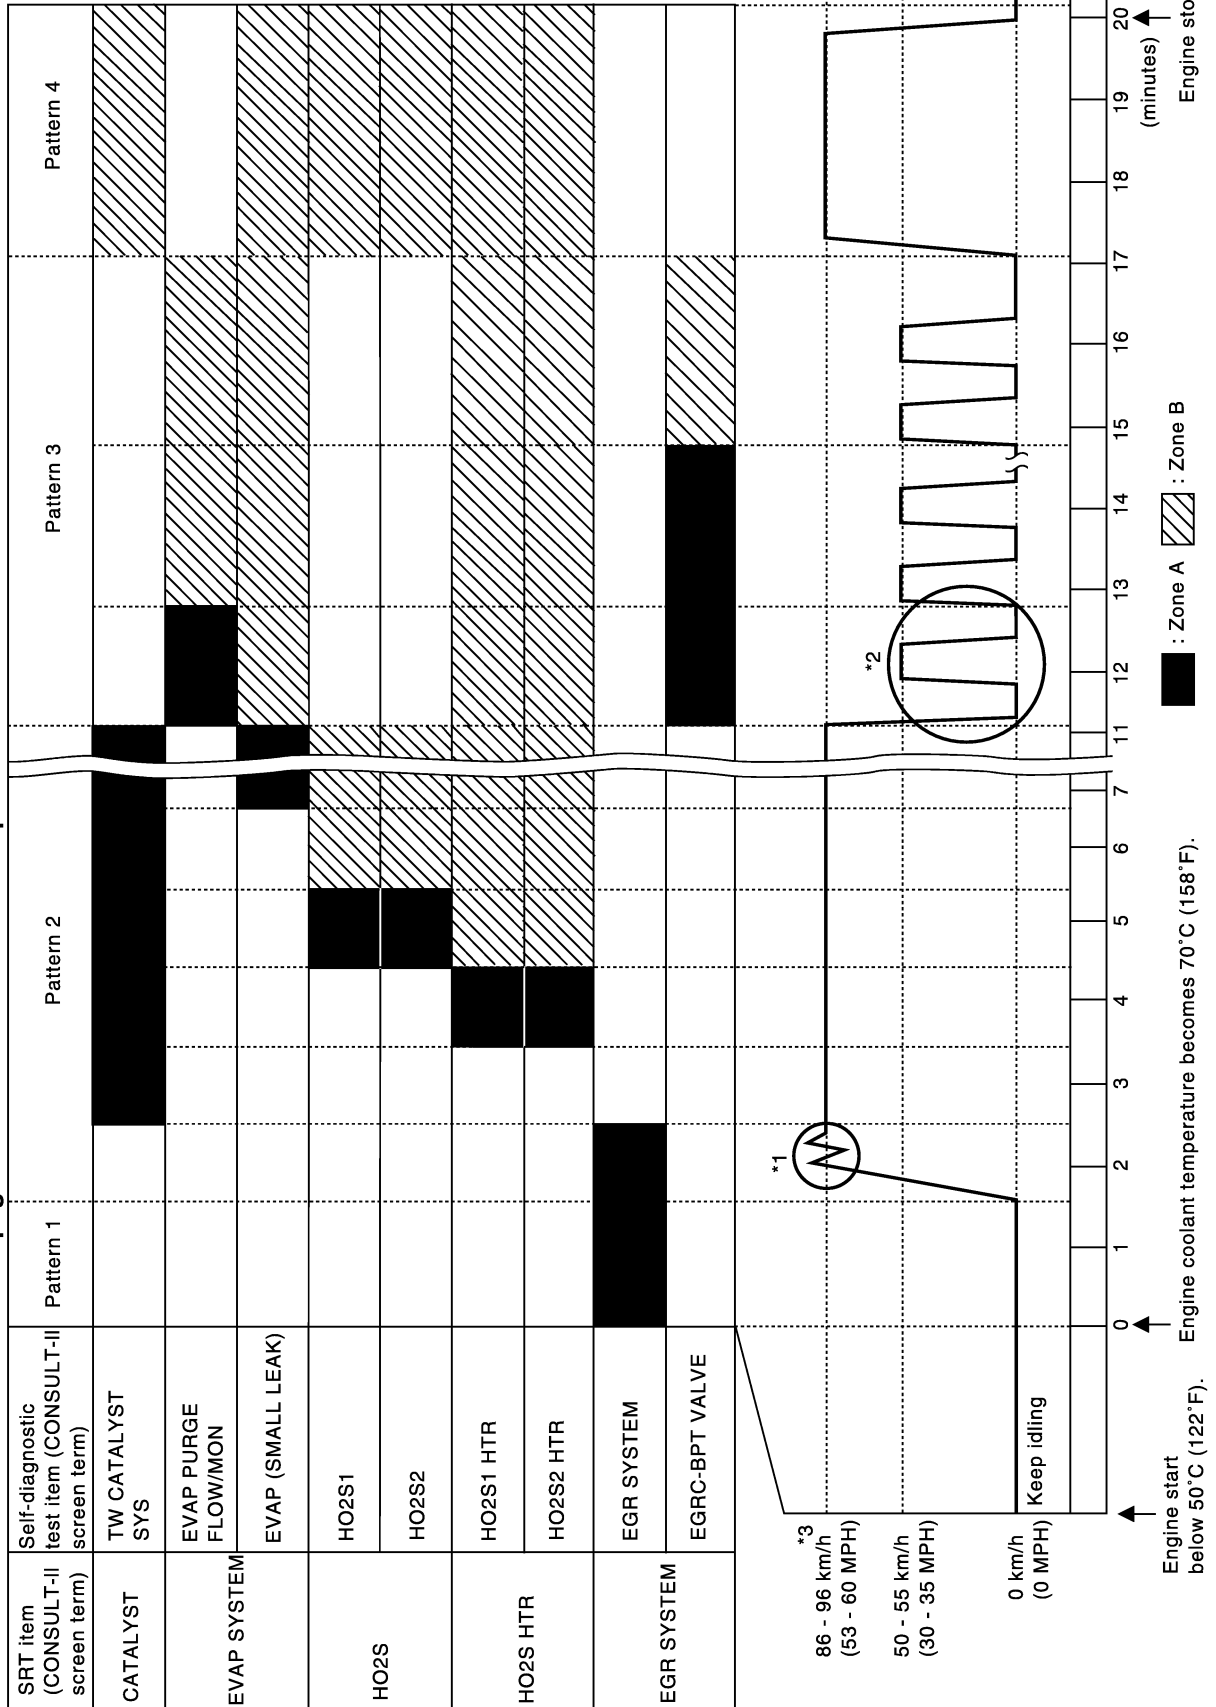 SRT item
(CONSULT-II
screen term)
Self-diagnostic
test item (CONSULT-II
screen term)
Pattern 1
Pattern 2
Pattern 3
Pattern 4
CATALYST
TW CATALYST
SYS
EVAP SYSTEM
EVAP PURGE
FLOW/MON
EVAP (SMALL LEAK)
HO2S
HO2S1
HO2S2
HO2S HTR
HO2S1 HTR
HO2S2 HTR
EGR SYSTEM
EGR SYSTEM
EGRC-BPT VALVE
*3
86 - 96 km/h
(53 - 60 MPH)
50 - 55 km/h
(30 - 35 MPH)
0 km/h
(0 MPH)
Keep idling
*1
*2
0 1 2 3 4 5 6 7 11 12 13 14 15 16 17 18 19 20
(minutes)
Engine start
below 50°C (122°F).
Engine coolant temperature becomes 70°C (158°F).
: Zone A
: Zone B
Engine sto